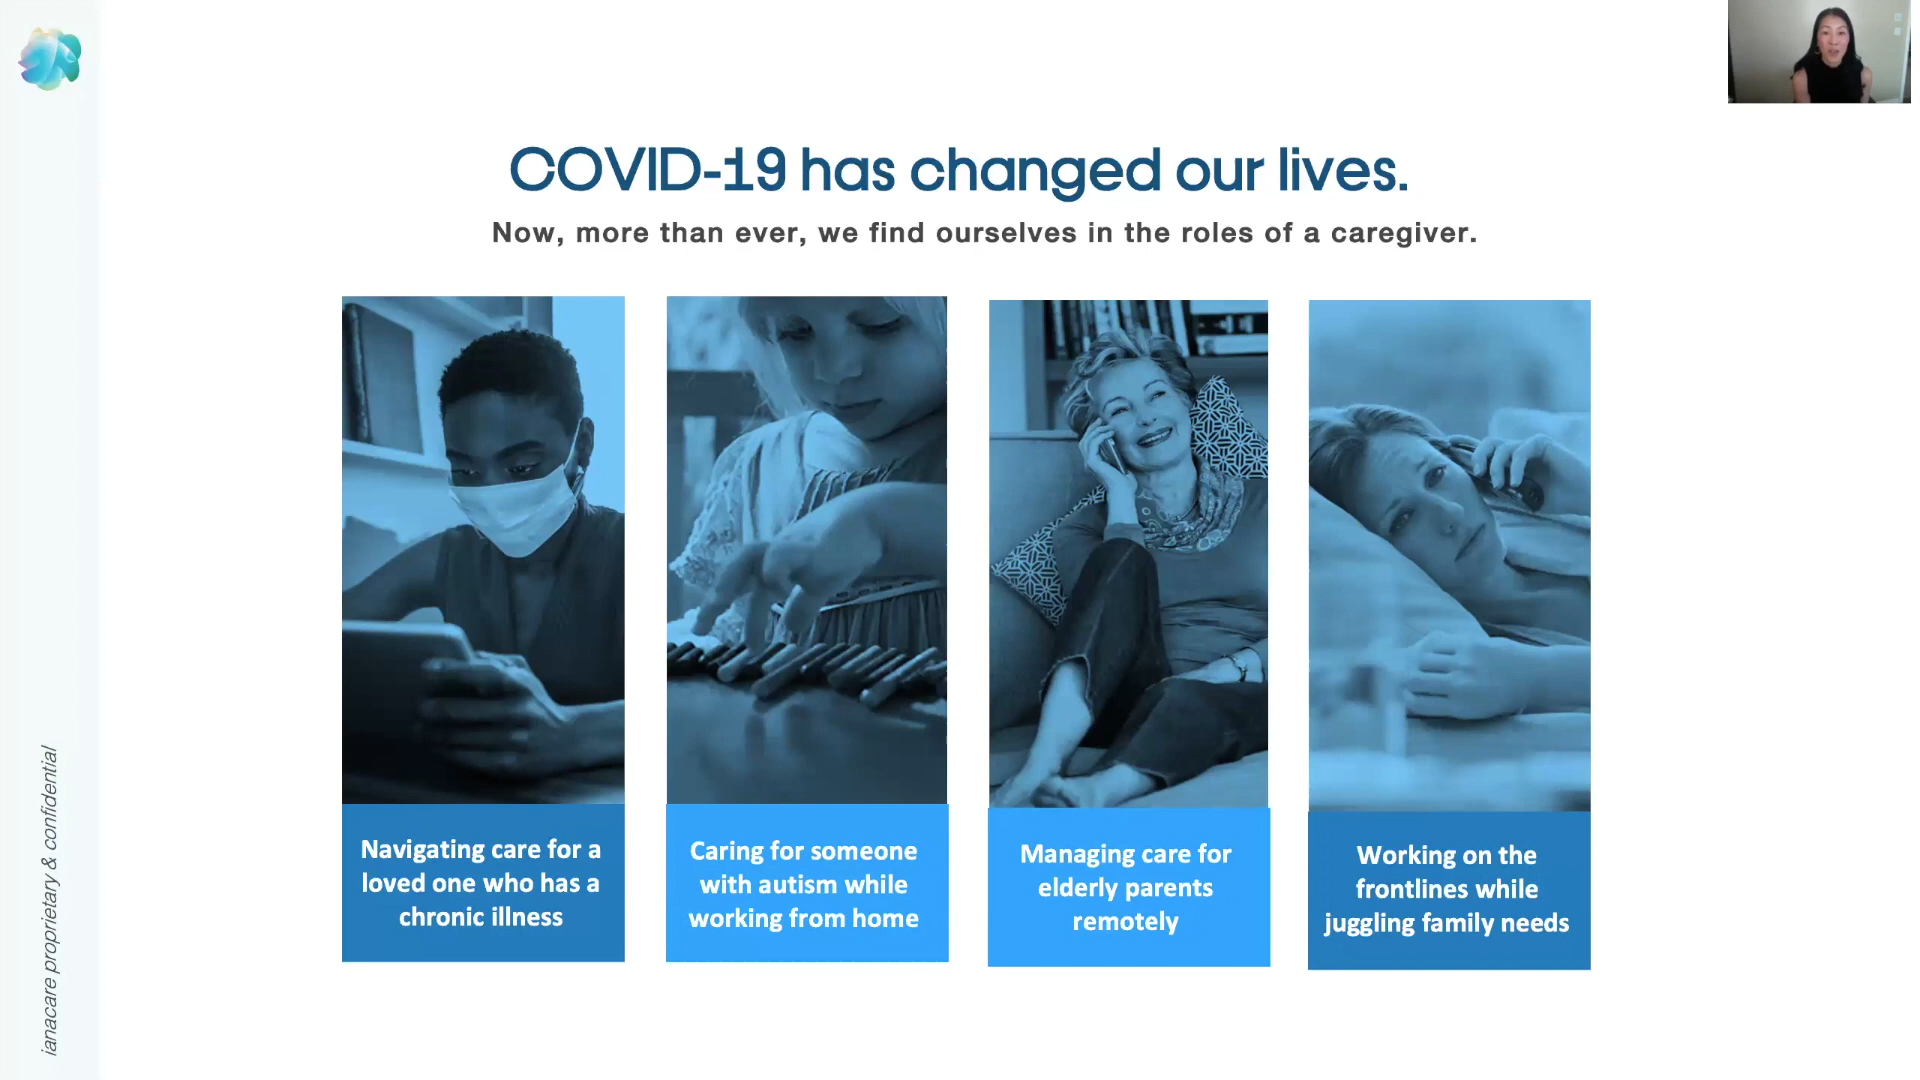 COVID-19 has changed our lives.
Now, more than ever, we find ourselves in the roles of a caregiver.
Navigating care for a
loved one who has a
chronic illness
Caring for someone
with autism while
working from home
Managing care for
elderly parents
remotely
Working on the
frontlines while
juggling family needs
ianacare proprietary & confidential